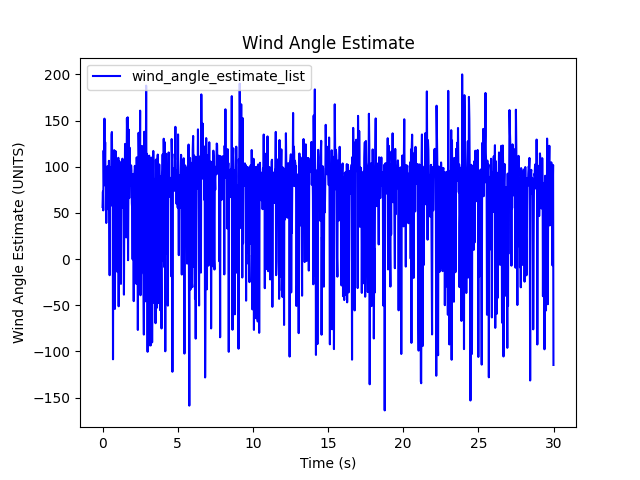 Wind Angle Estimate
wind_angle_estimate_list
Wind Angle Estimate (UNITS)
200
150
100
50
0
−50
−100
−150
0 5 10 15 20 25 30
Time (s)